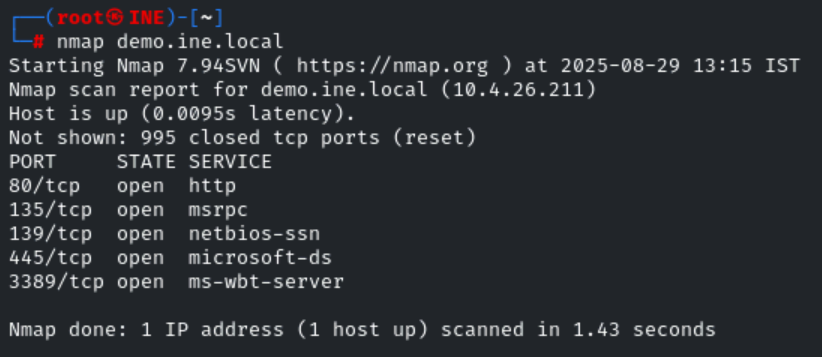 ┌──(root㉿INE)-[~]
└─# nmap demo.ine.local
Starting Nmap 7.94SVN ( https://nmap.org ) at 2025-08-29 13:15 IST
Nmap scan report for demo.ine.local (10.4.26.211)
Host is up (0.0095s latency).
Not shown: 995 closed tcp ports (reset)
PORT     STATE SERVICE
80/tcp   open  http
135/tcp  open  msrpc
139/tcp  open  netbios-ssn
445/tcp  open  microsoft-ds
3389/tcp open  ms-wbt-server
Nmap done: 1 IP address (1 host up) scanned in 1.43 seconds